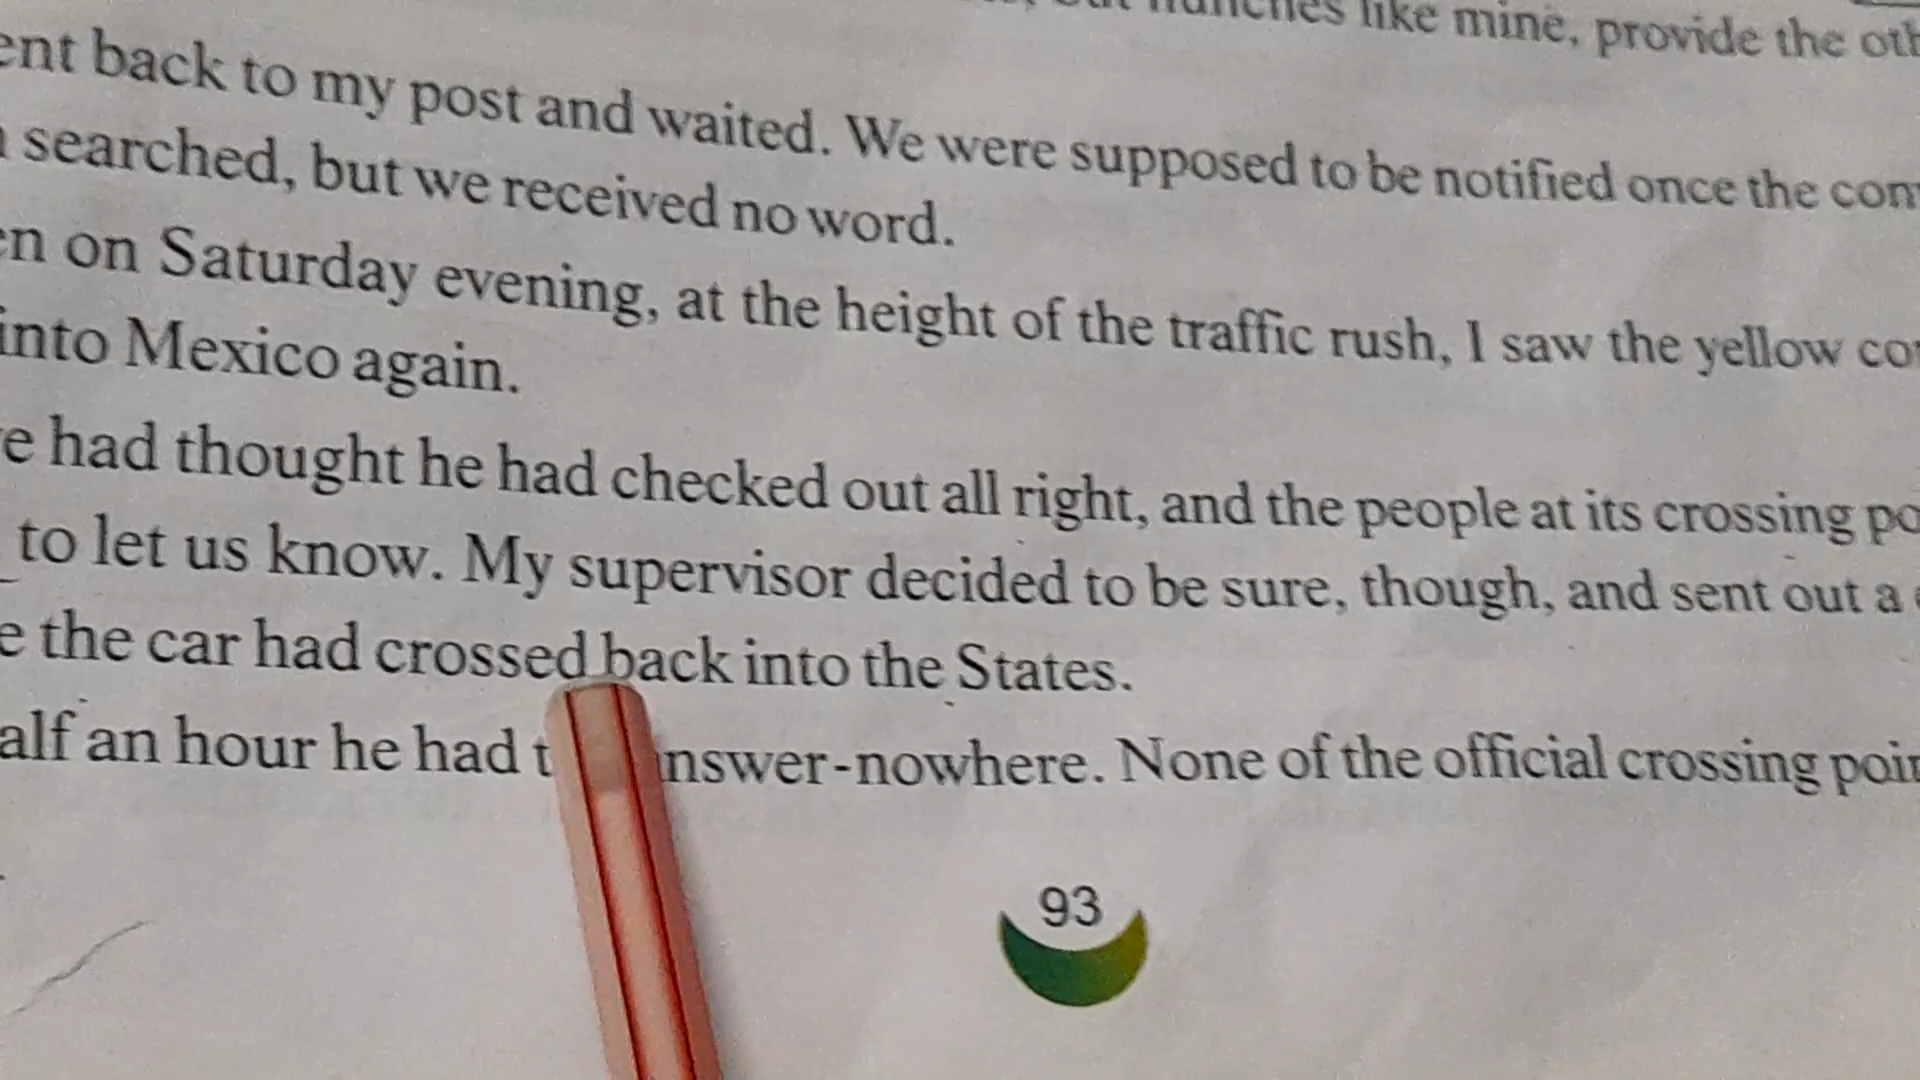 like mine, provide the
back to my post and waited. We were supposed to be notified once the
searched, but we received no word.
on Saturday evening, at the height of the traffic rush, I saw the yellow
into Mexico again.
had thought he had checked out all right, and the people at its crossing
to let us know. My supervisor decided to be sure, though, and sent out a
the car had crossed back into the States.
an hour he had nswer-nowhere. None of the official crossing
93